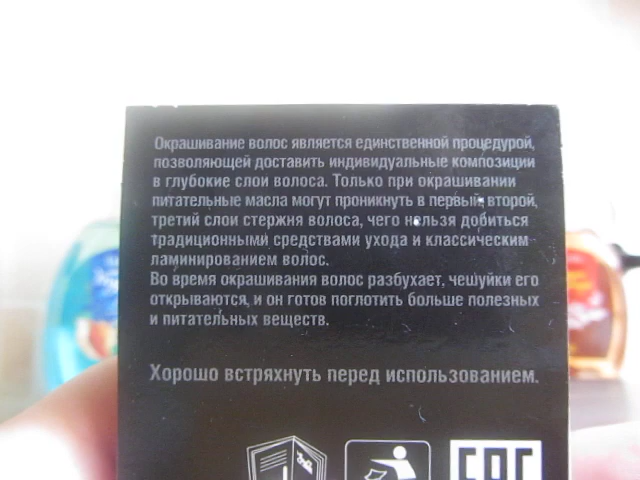 Окрашивание волос является единственной процедурой,
позволяющей доставить индивидуальные композиции
в глубокие слои волоса. Только при окрашивании
питательные масла могут проникнуть в первый, второй,
третий слои стержня волоса, чего нельзя добиться
традиционными средствами ухода и классическим
ламинированием волос.
Во время окрашивания волос разбухает, чешуйки его
открываются, и он готов поглотить больше полезных
и питательных веществ.
Хорошо встряхнуть перед использованием.
EAC